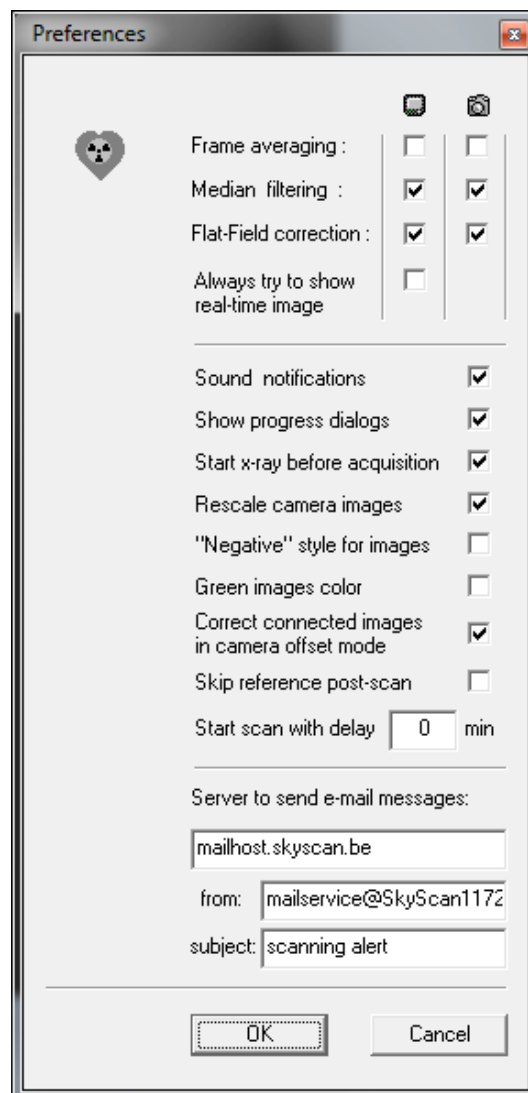 Preferences
Frame averaging :
Median filtering :
Flat-Field correction :
Always try to show
real-time image
Sound notifications
Show progress dialogs
Start x-ray before acquisition
Rescale camera images
"Negative" style for images
Green images color
Correct connected images
in camera offset mode
Skip reference post-scan
Start scan with delay 0 min
Server to send e-mail messages:
mailhost.skyscan.be
from: mailservice@SkyScan1172
subject: scanning alert
OK Cancel